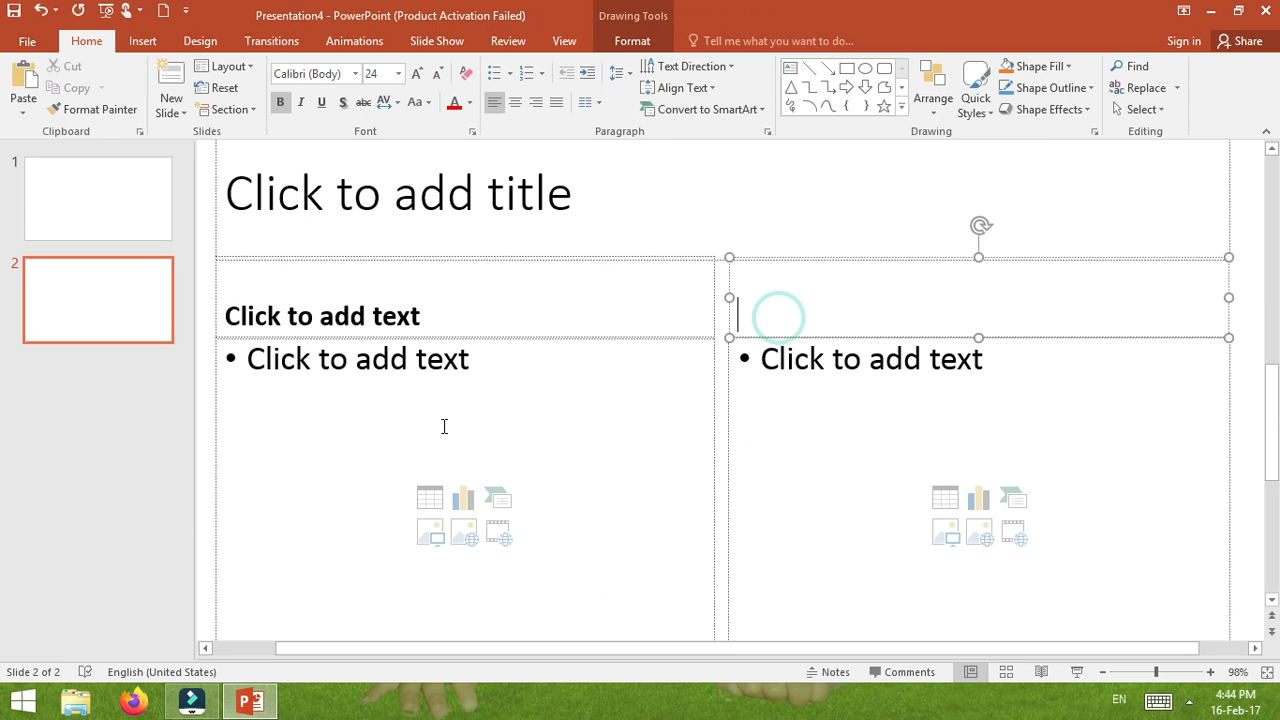 Presentation4 - PowerPoint (Product Activation Failed)
Drawing Tools
File
Home
Insert
Design
Transitions
Animations
Slide Show
Review
View
Format
Tell me what you want to do...
Sign in
Share
Paste
Cut
Copy
Format Painter
Clipboard
New Slide
Layout
Reset
Section
Slides
Calibri (Body)
24
B I U S abc AV Aa A
Font
Text Direction
Align Text
Convert to SmartArt
Paragraph
Arrange
Quick Styles
Shape Fill
Shape Outline
Shape Effects
Drawing
Find
Replace
Select
Editing
1
2
Click to add title
Click to add text
• Click to add text
• Click to add text
Slide 2 of 2
English (United States)
Notes
Comments
98%
EN
4:44 PM
16-Feb-17